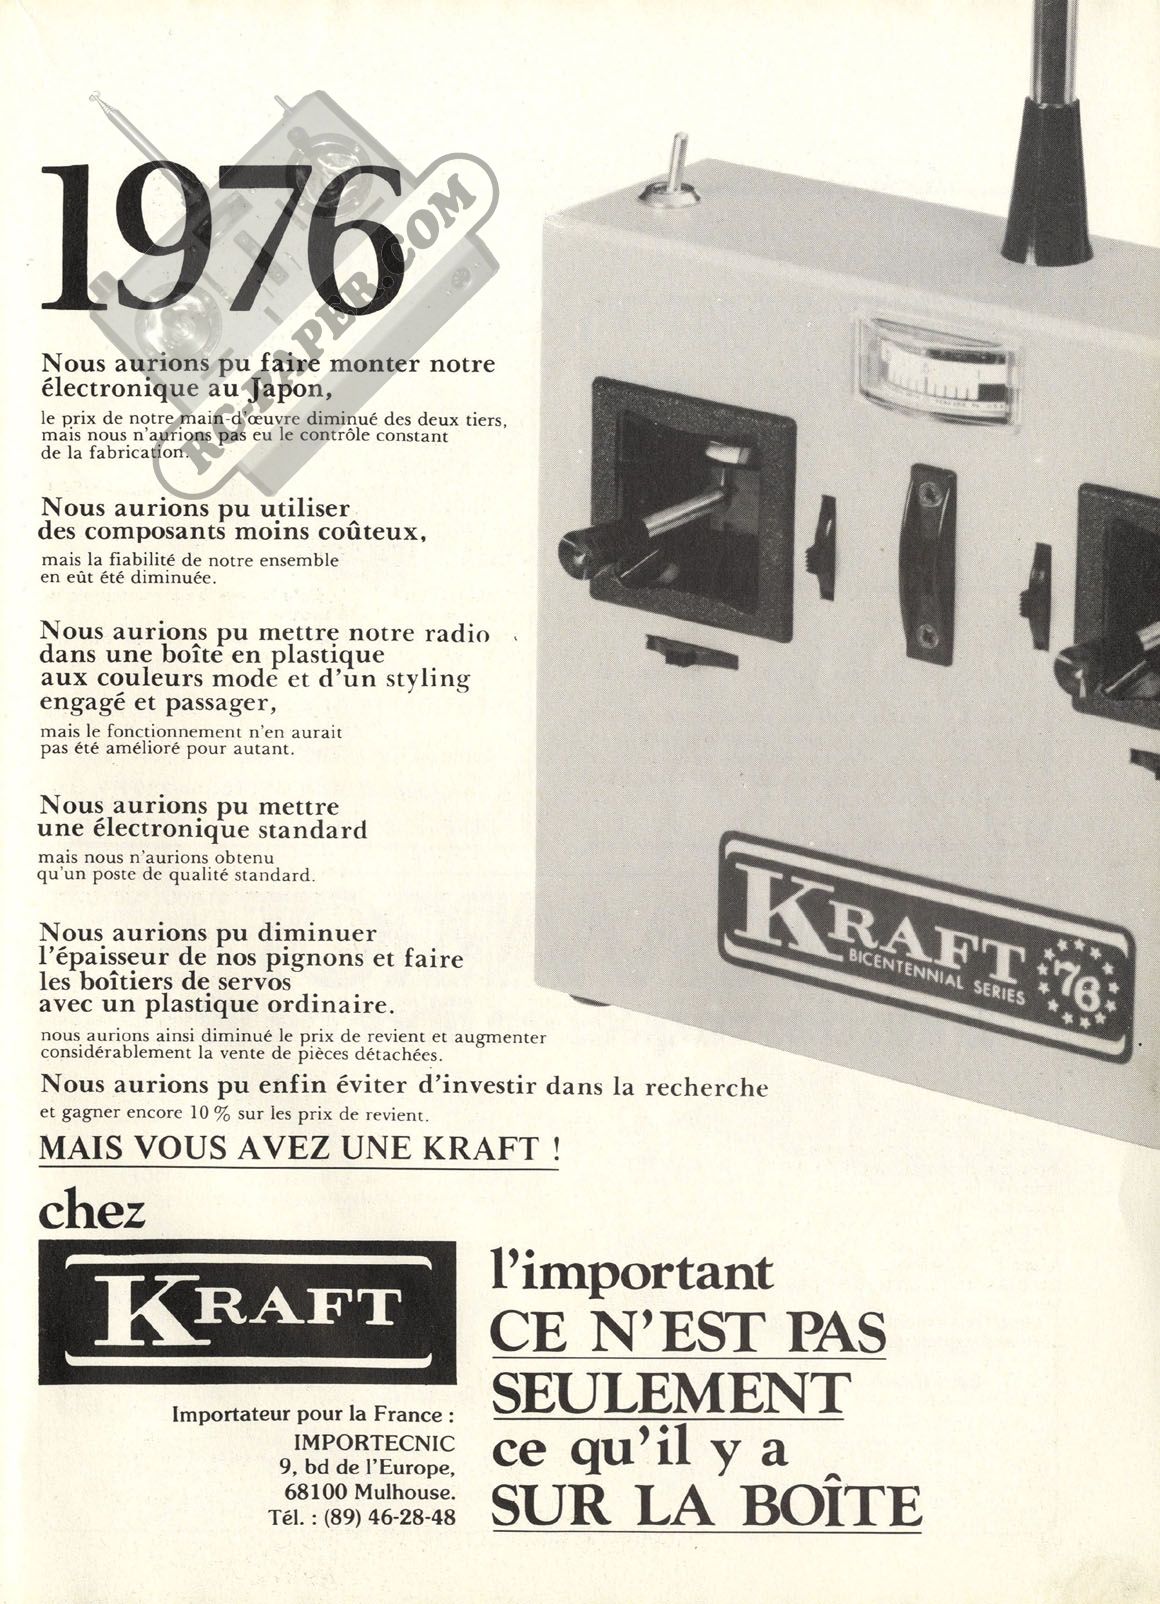 1976
RC-PAPER.COM
Nous aurions pu faire monter notre
électronique au Japon,
le prix de notre main-d'œuvre diminué des deux tiers,
mais nous n'aurions pas eu le contrôle constant
de la fabrication.
Nous aurions pu utiliser
des composants moins coûteux,
mais la fiabilité de notre ensemble
en eût été diminuée.
Nous aurions pu mettre notre radio
dans une boîte en plastique
aux couleurs mode et d'un styling
engagé et passager,
mais le fonctionnement n'en aurait
pas été amélioré pour autant.
Nous aurions pu mettre
une électronique standard
mais nous n'aurions obtenu
qu'un poste de qualité standard.
Nous aurions pu diminuer
l'épaisseur de nos pignons et faire
les boîtiers de servos
avec un plastique ordinaire.
nous aurions ainsi diminué le prix de revient et augmenter
considérablement la vente de pièces détachées.
Nous aurions pu enfin éviter d'investir dans la recherche
et gagner encore 10 % sur les prix de revient.
MAIS VOUS AVEZ UNE KRAFT !
KRAFT
BICENTENNIAL SERIES
76
chez
KRAFT
Importateur pour la France :
IMPORTECNIC
9, bd de l'Europe,
68100 Mulhouse.
Tél. : (89) 46-28-48
l'important
CE N'EST PAS
SEULEMENT
ce qu'il y a
SUR LA BOÎTE